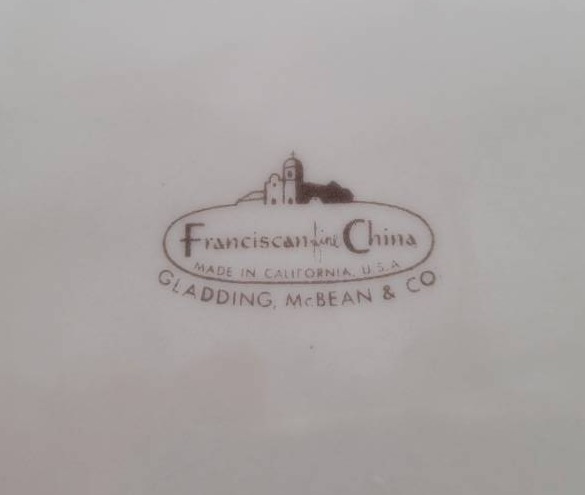 Franciscan fine China
MADE IN CALIFORNIA, U.S.A.
GLADDING, McBEAN & CO